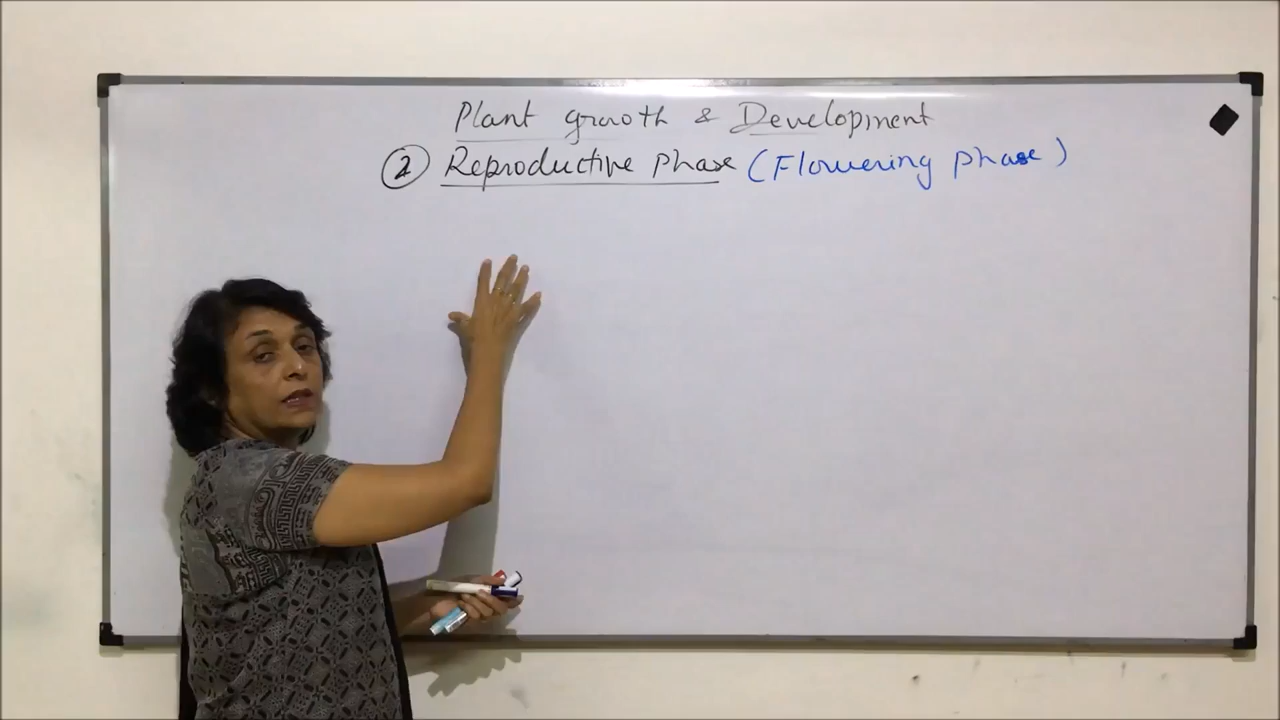 Plant growth & Development
② Reproductive phase (Flowering phase)